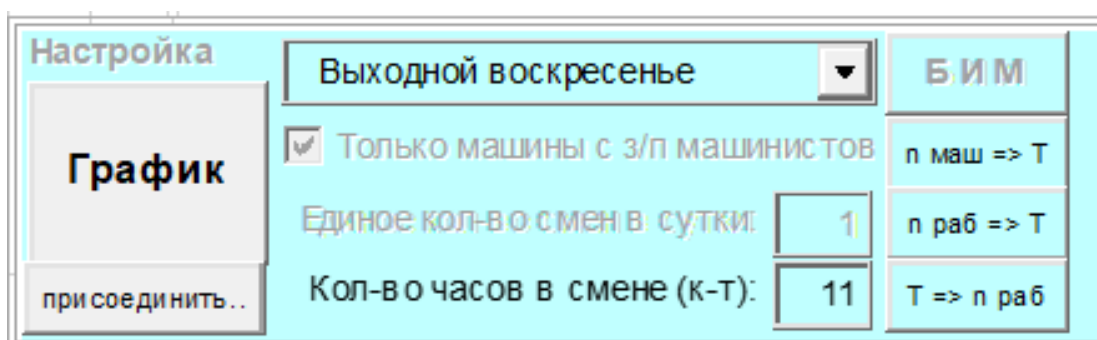 Настройка
График
присоединить..
Выходной воскресенье
Только машины с з/п машинистов
Единое кол-во смен в сутки: 1
Кол-во часов в смене (к-т): 11
БИМ
n маш => T
n раб => T
T => n раб